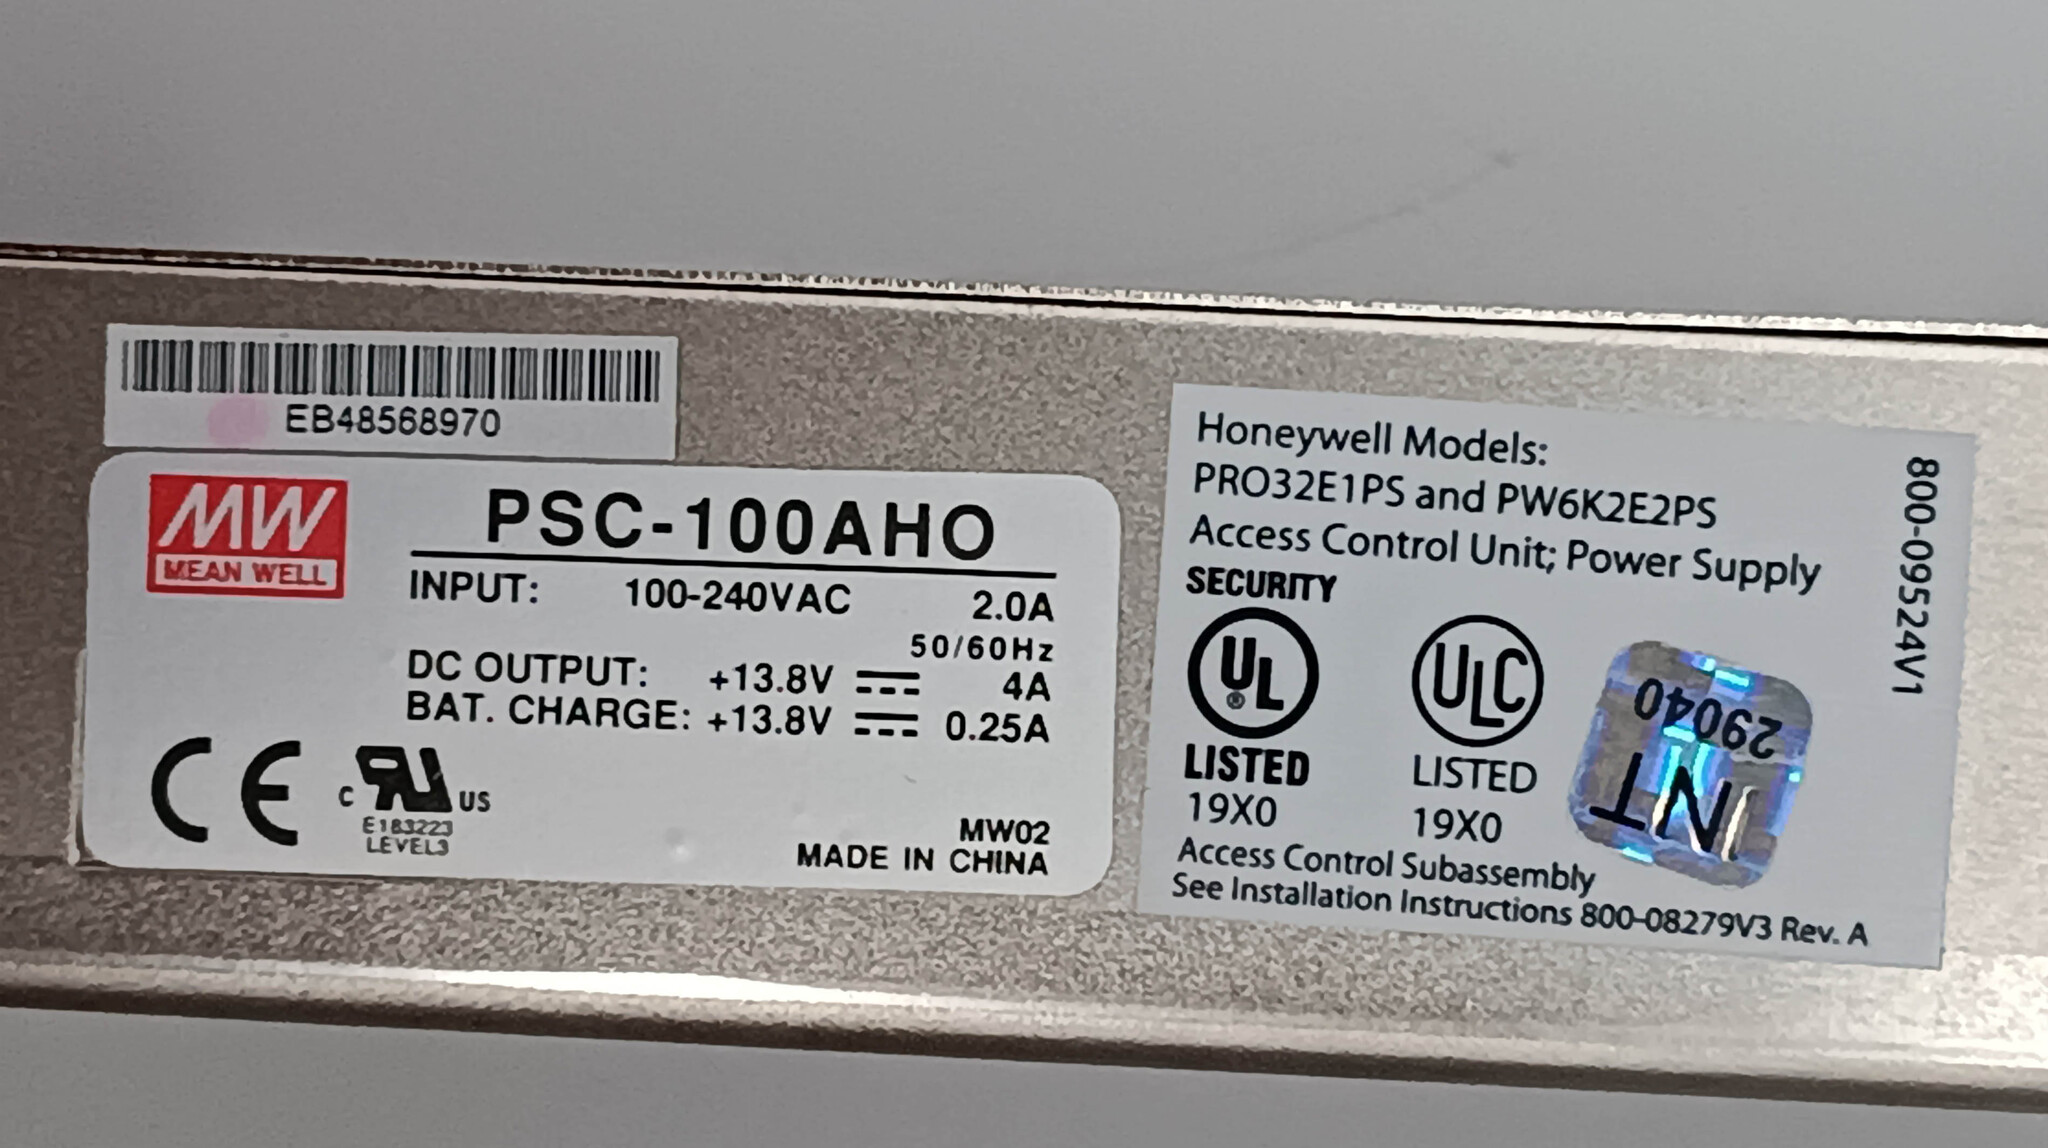 EB48568970
MW
MEAN WELL
PSC-100AHO
INPUT: 100-240VAC 2.0A
50/60Hz
DC OUTPUT: +13.8V 4A
BAT. CHARGE: +13.8V 0.25A
CE
C RU US
E183223
LEVEL3
MW02
MADE IN CHINA
Honeywell Models:
PRO32E1PS and PW6K2E2PS
Access Control Unit; Power Supply
SECURITY
UL ®
LISTED
19X0
ULC
LISTED
19X0
Access Control Subassembly
See Installation Instructions 800-08279V3 Rev. A
800-09524V1
29040
INT